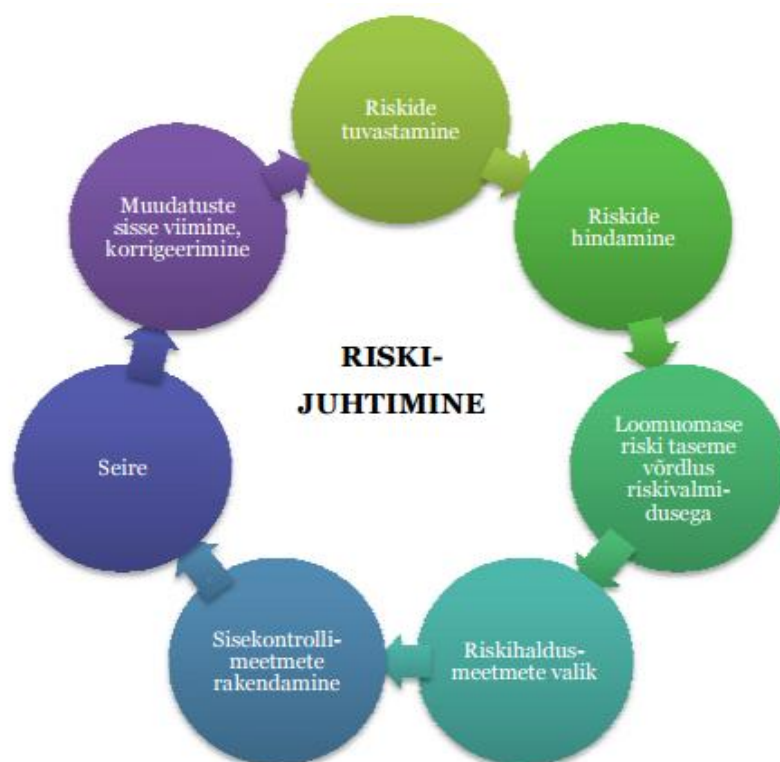 Riskide
tuvastamine
Riskide
hindamine
Loomuomase
riski taseme
võrdlus
riskivalmi-
dusega
Riskihaldus-
meetmete valik
Sisekontrolli-
meetmete
rakendamine
Seire
Muudatuste
sisse viimine,
korrigeerimine
RISKI-
JUHTIMINE